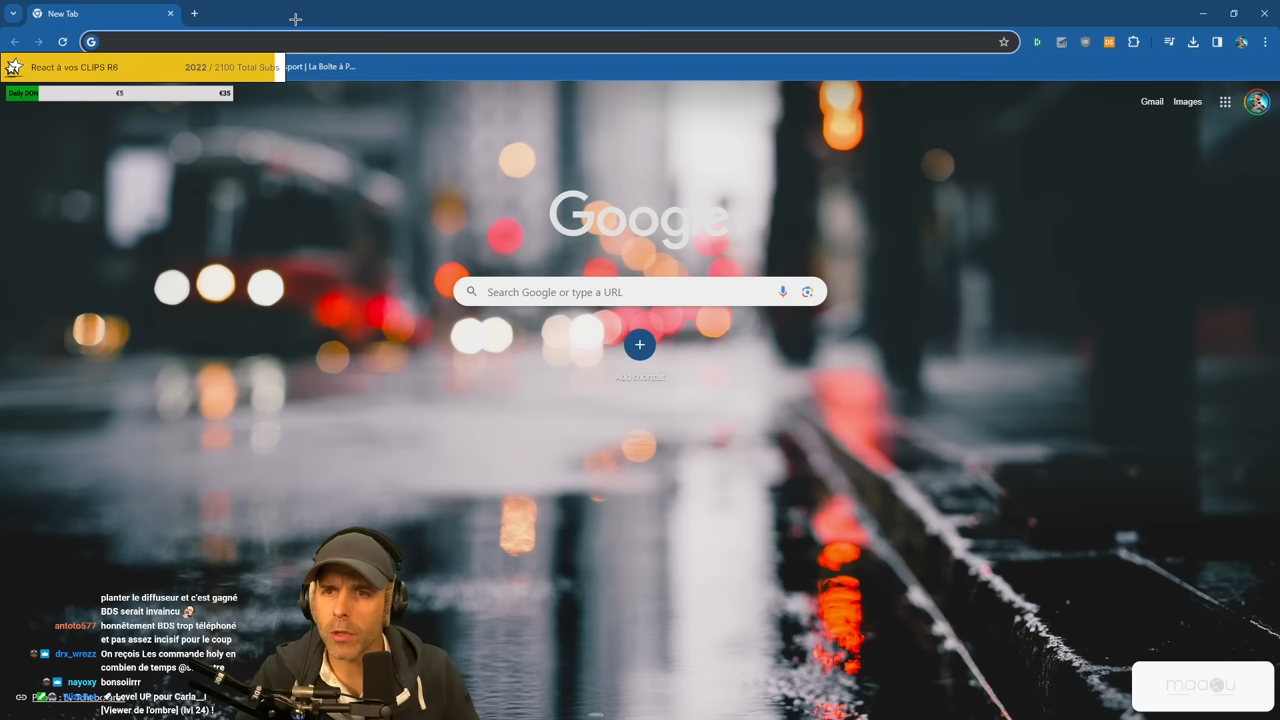 New Tab
React à vos CLIPS R6 2022 / 2100 Total Subs
sport | La Boîte à P...
Daily DON €5 €35
Gmail Images
Google
Search Google or type a URL
Add shortcut
planter le diffuseur et c'est gagné
BDS serait invaincu
antoto577 honnêtement BDS trop téléphoné
et pas assez incisif pour le coup
drx_wrozz On reçois Les commande holy en
combien de temps
nayoxy bonsoiirrr
Level UP pour Carla__l
[Viewer de l'ombre] (lvl 24) !